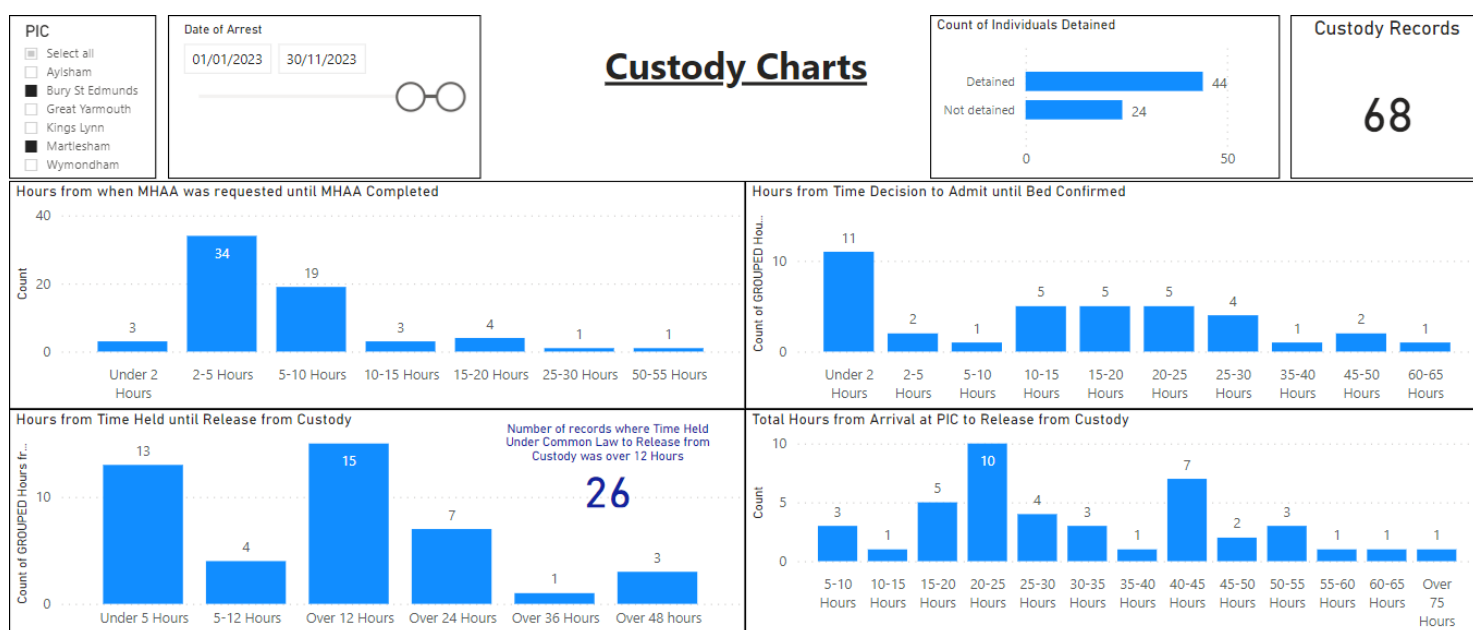 PIC
Select all
Aylsham
Bury St Edmunds
Great Yarmouth
Kings Lynn
Martlesham
Wymondham
Date of Arrest
01/01/2023 30/11/2023
Custody Charts
Count of Individuals Detained
Detained 44
Not detained 24
0 50
Custody Records
68
Hours from when MHAA was requested until MHAA Completed
Count
40
20
0
3 34 19 3 4 1 1
Under 2 2-5 Hours 5-10 Hours 10-15 Hours 15-20 Hours 25-30 Hours 50-55 Hours
Hours
Hours from Time Decision to Admit until Bed Confirmed
Count of GROUPED Hou...
10
0
11 2 1 5 5 5 4 1 2 1
Under 2 2-5 5-10 10-15 15-20 20-25 25-30 35-40 45-50 60-65
Hours Hours Hours Hours Hours Hours Hours Hours Hours Hours
Hours from Time Held until Release from Custody
Number of records where Time Held
Under Common Law to Release from
Custody was over 12 Hours
26
Count of GROUPED Hours fr...
10
0
13 4 15 7 1 3
Under 5 Hours 5-12 Hours Over 12 Hours Over 24 Hours Over 36 Hours Over 48 hours
Total Hours from Arrival at PIC to Release from Custody
Count
10
5
0
3 1 5 10 4 3 1 7 2 3 1 1 1
5-10 10-15 15-20 20-25 25-30 30-35 35-40 40-45 45-50 50-55 55-60 60-65 Over
Hours Hours Hours Hours Hours Hours Hours Hours Hours Hours Hours Hours 75
Hours